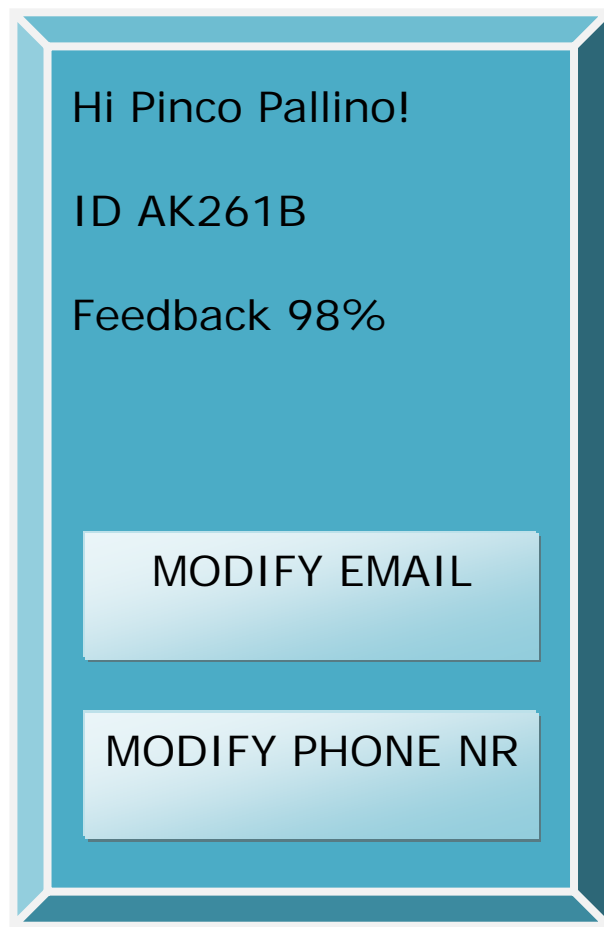 Hi Pinco Pallino!
ID AK261B
Feedback 98%
MODIFY EMAIL
MODIFY PHONE NR